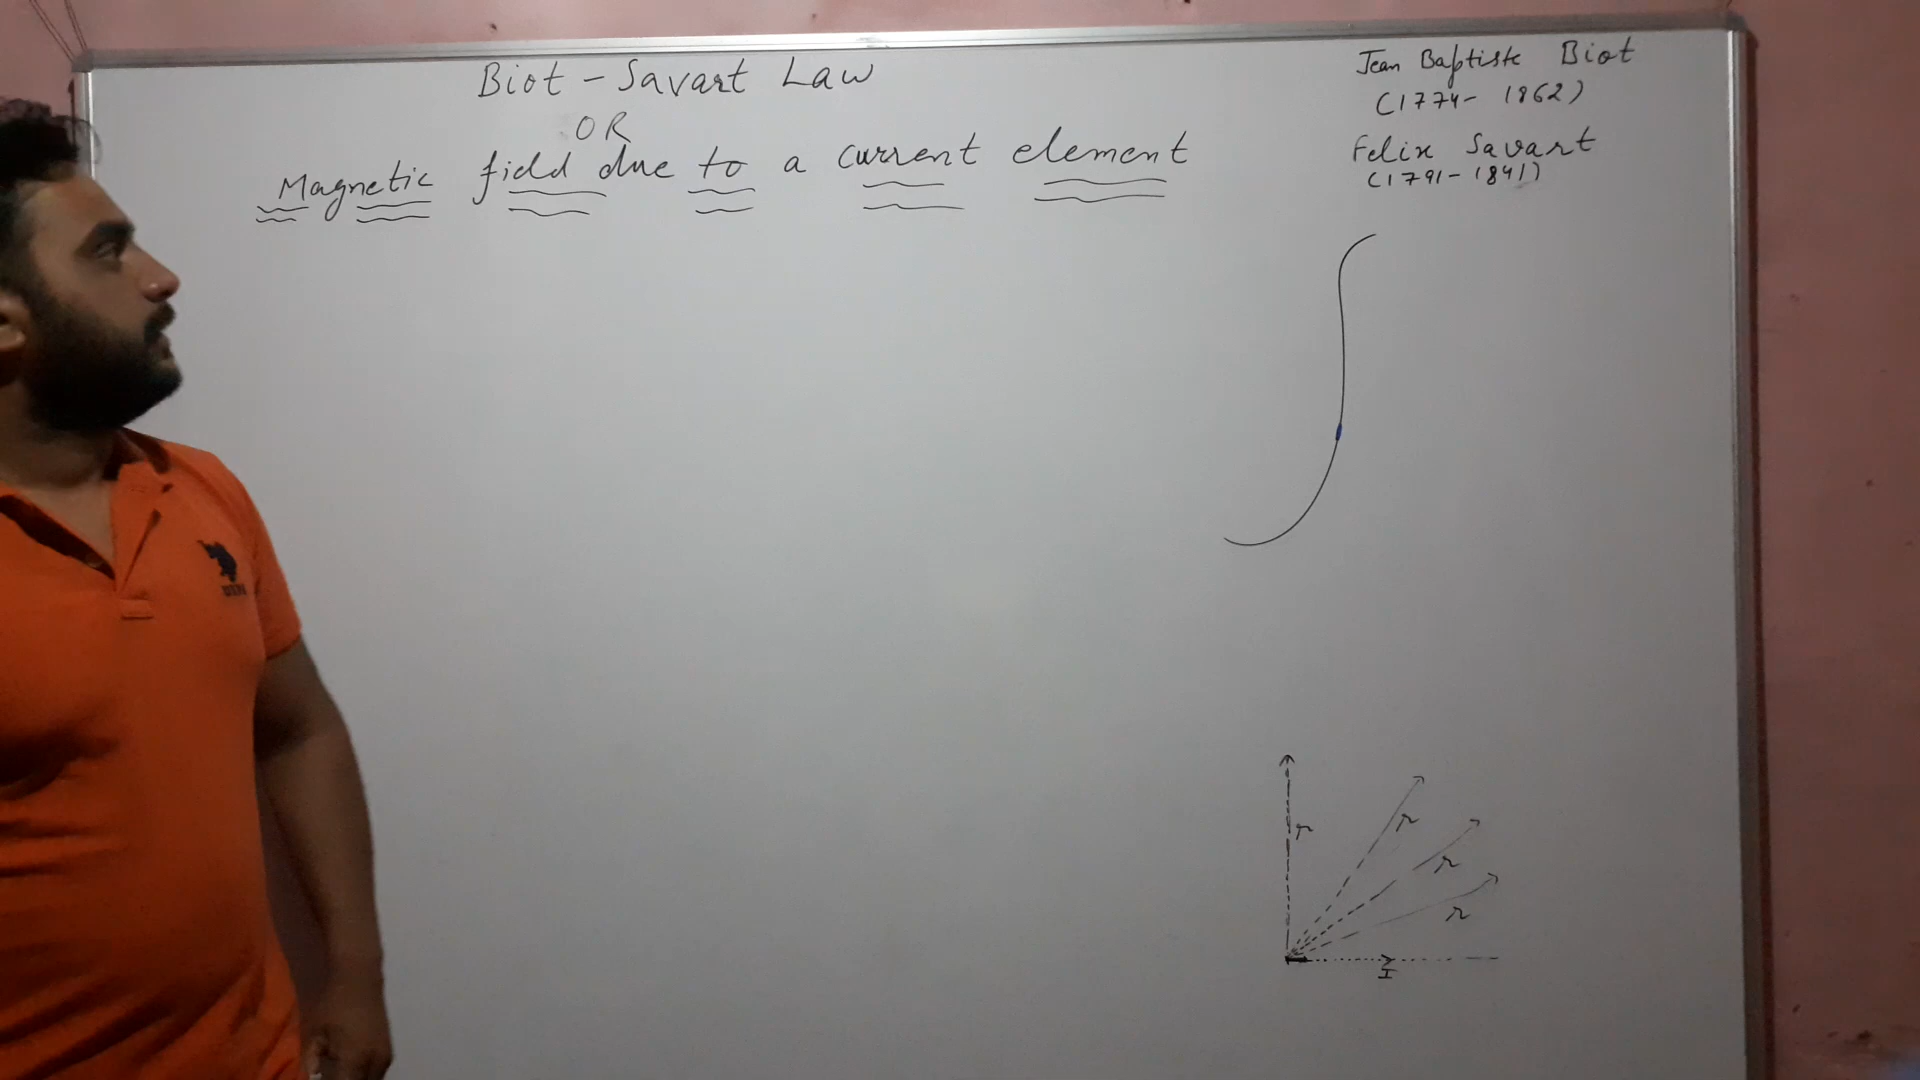 Biot - Savart Law
OR
Magnetic field due to a current element
Jean Baptiste Biot
(1774- 1862)
Felix Savart
(1791- 1841)
r
r
r
r
I